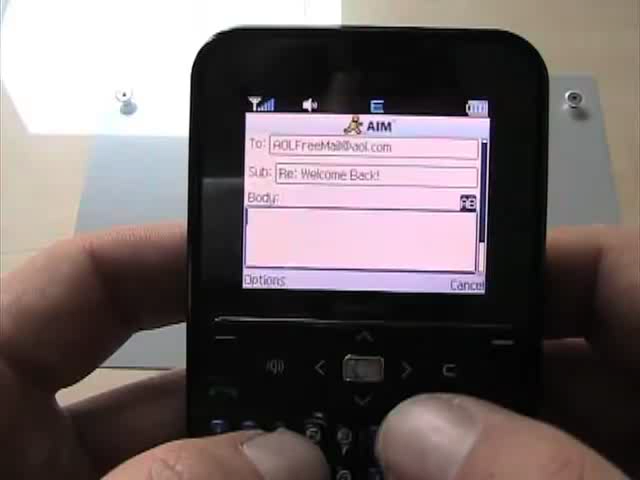 AIM
To: AOLFreeMail@aol.com
Sub: Re: Welcome Back!
Body: AB
Options Cancel